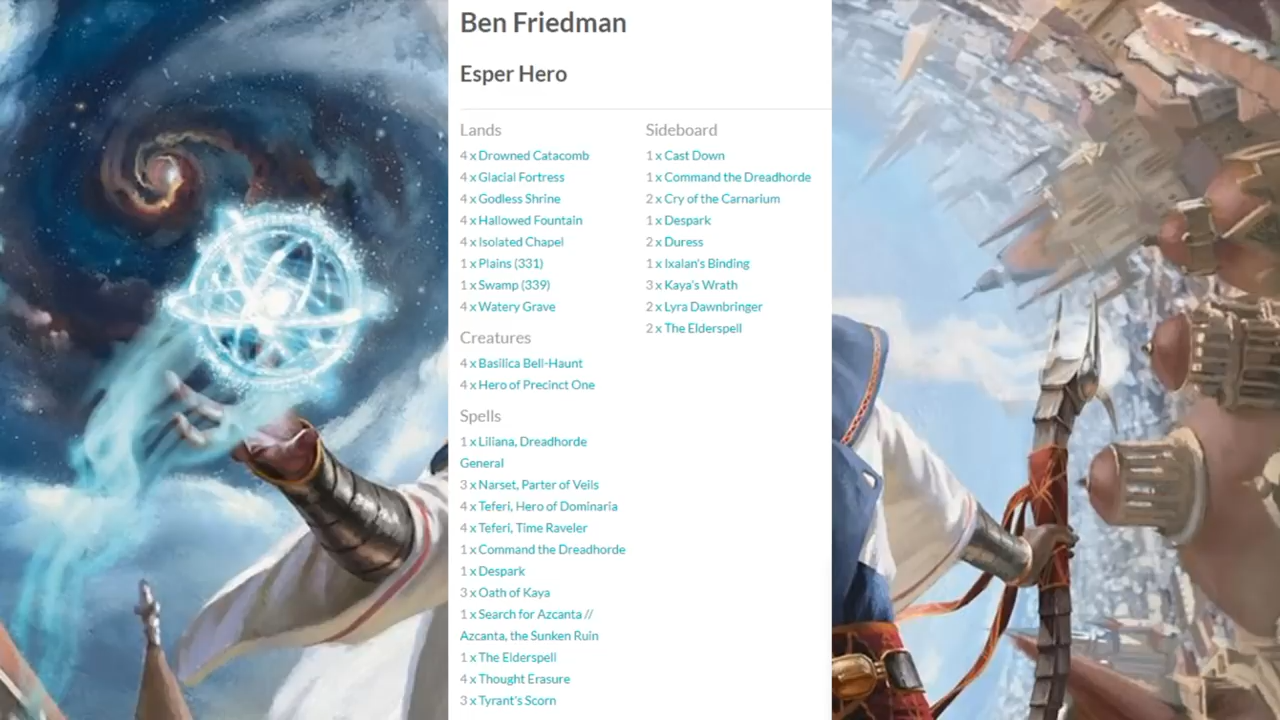 Ben Friedman
Esper Hero
Lands
4 x Drowned Catacomb
4 x Glacial Fortress
4 x Godless Shrine
4 x Hallowed Fountain
4 x Isolated Chapel
1 x Plains (331)
1 x Swamp (339)
4 x Watery Grave
Creatures
4 x Basilica Bell-Haunt
4 x Hero of Precinct One
Spells
1 x Liliana, Dreadhorde
General
3 x Narset, Parter of Veils
4 x Teferi, Hero of Dominaria
4 x Teferi, Time Raveler
1 x Command the Dreadhorde
1 x Despark
3 x Oath of Kaya
1 x Search for Azcanta //
Azcanta, the Sunken Ruin
1 x The Elderspell
4 x Thought Erasure
3 x Tyrant's Scorn
Sideboard
1 x Cast Down
1 x Command the Dreadhorde
2 x Cry of the Carnarium
1 x Despark
2 x Duress
1 x Ixalan's Binding
3 x Kaya's Wrath
2 x Lyra Dawnbringer
2 x The Elderspell